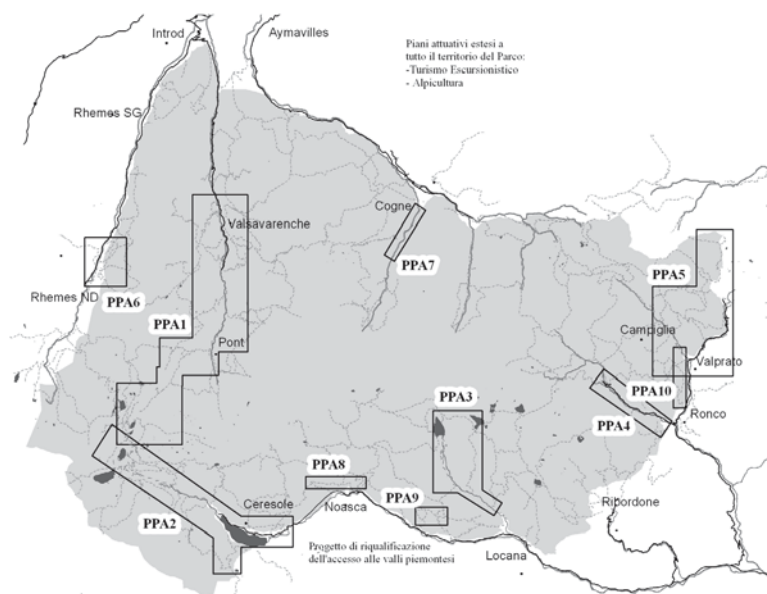 Introd
Aymavilles
Piani attuativi estesi a
tutto il territorio del Parco:
-Turismo Escursionistico
- Alpicultura
Rhemes SG
Cogne
Valsavarenche
PPA7
PPA5
PPA6
Rhemes ND
PPA1
Campiglia
Pont
Valprato
PPA10
PPA3
PPA4
Ronco
PPA8
PPA2
Ceresole
Noasca
PPA9
Ribordone
Progetto di riqualificazione
dell'accesso alle valli piemontesi
Locana